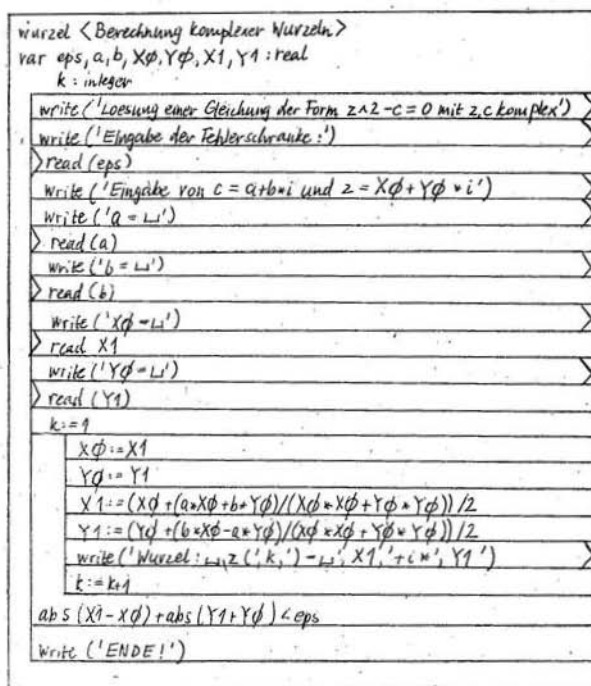 wurzel <Berechnung komplexer Wurzeln>
var eps, a, b, XØ, YØ, X1, Y1 : real
k : integer
write ('Loesung einer Gleichung der Form z∧2-c=0 mit z,c komplex')
write ('EIngabe der Fehlerschranke:')
read (eps)
write ('Eingabe von c = a+b*i und z = XØ+YØ*i')
write ('a = ⎵')
read (a)
write ('b = ⎵')
read (b)
write ('XØ = ⎵')
read X1
write ('YØ = ⎵')
read (Y1)
k:=1
XØ:=X1
YØ:=Y1
X1:=(XØ+(a*XØ+b*YØ)/(XØ*XØ+YØ*YØ))/2
Y1:=(YØ+(b*XØ-a*YØ)/(XØ*XØ+YØ*YØ))/2
write ('Wurzel: ⎵,z (',k,') = ⎵', X1,'+i*', Y1')
k:=k+1
abs (X1-XØ)+abs (Y1+YØ)<eps
write ('ENDE!')